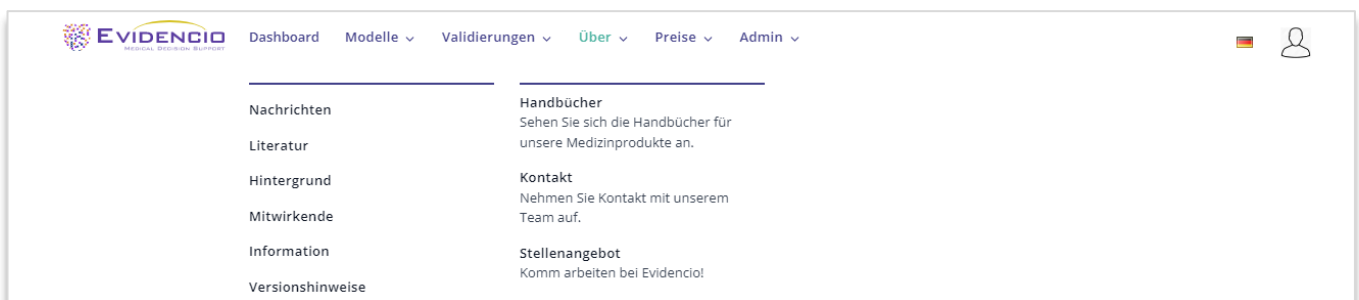 EVIDENCIO
MEDICAL DECISION SUPPORT
Dashboard Modelle Validierungen Über Preise Admin
Nachrichten
Literatur
Hintergrund
Mitwirkende
Information
Versionshinweise
Handbücher
Sehen Sie sich die Handbücher für
unsere Medizinprodukte an.
Kontakt
Nehmen Sie Kontakt mit unserem
Team auf.
Stellenangebot
Komm arbeiten bei Evidencio!